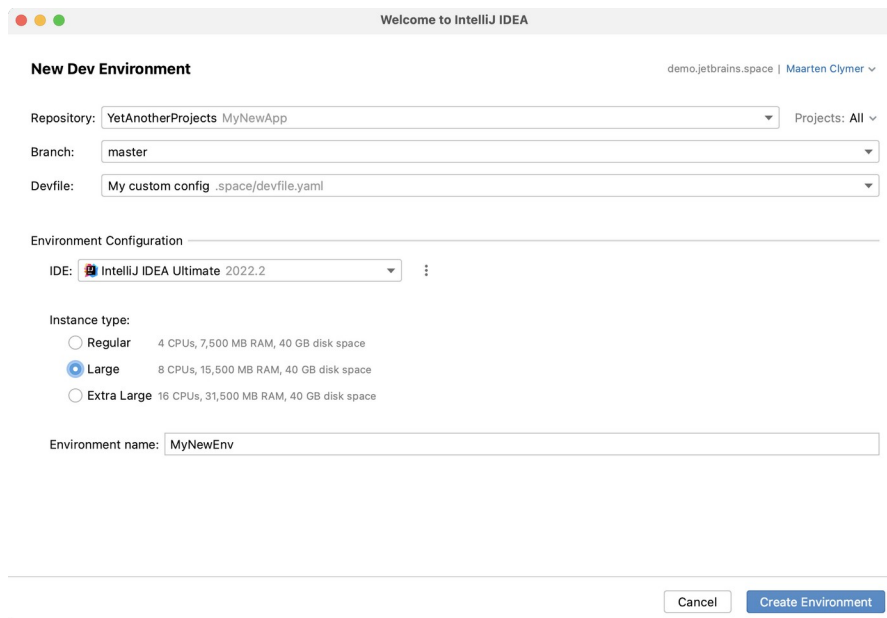 Welcome to IntelliJ IDEA
New Dev Environment demo.jetbrains.space | Maarten Clymer
Repository: YetAnotherProjects MyNewApp Projects: All
Branch: master
Devfile: My custom config .space/devfile.yaml
Environment Configuration
IDE: IntelliJ IDEA Ultimate 2022.2
Instance type:
Regular 4 CPUs, 7,500 MB RAM, 40 GB disk space
Large 8 CPUs, 15,500 MB RAM, 40 GB disk space
Extra Large 16 CPUs, 31,500 MB RAM, 40 GB disk space
Environment name: MyNewEnv
Cancel Create Environment